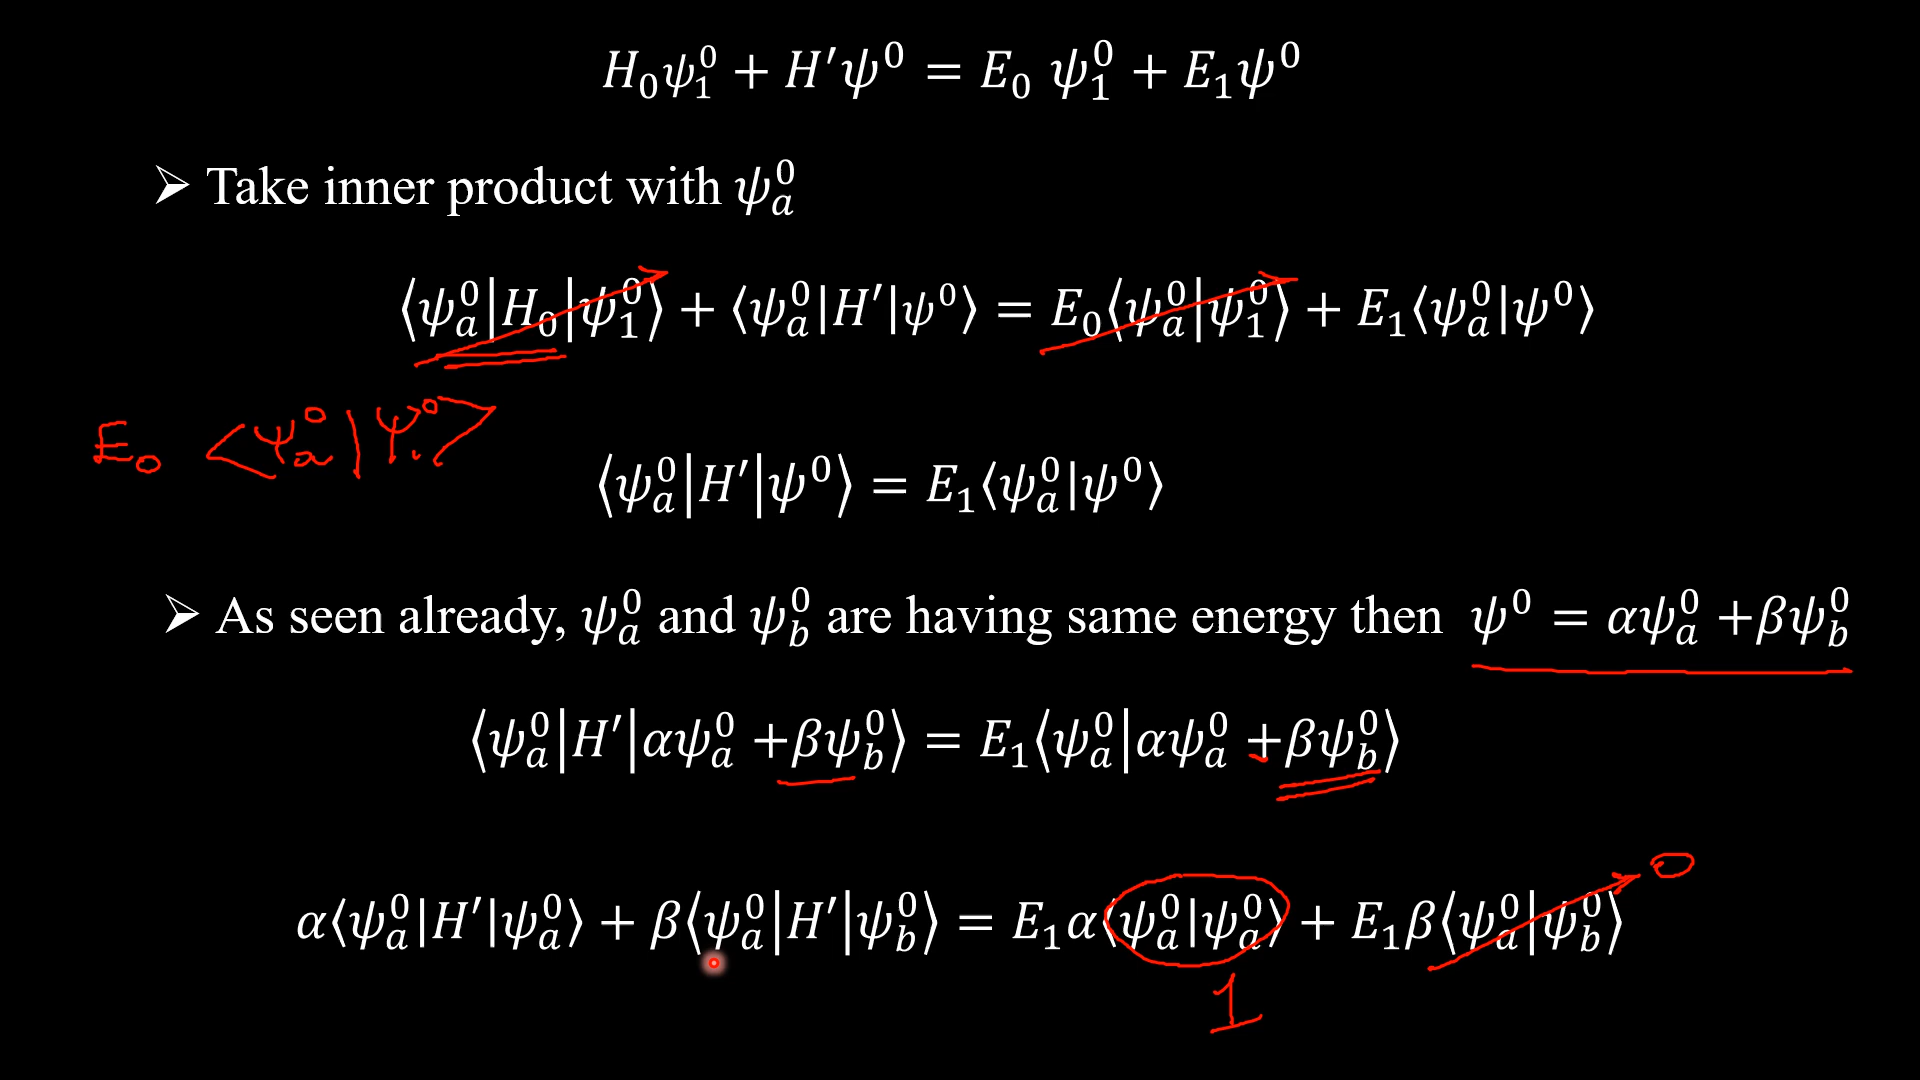 H₀ψ₁⁰ + H′ψ⁰ = E₀ ψ₁⁰ + E₁ψ⁰
➢ Take inner product with ψₐ⁰
⟨ψₐ⁰|H₀|ψ₁⁰⟩ + ⟨ψₐ⁰|H′|ψ⁰⟩ = E₀⟨ψₐ⁰|ψ₁⁰⟩ + E₁⟨ψₐ⁰|ψ⁰⟩
E₀ ⟨ψₐ⁰|ψ₁⁰⟩
⟨ψₐ⁰|H′|ψ⁰⟩ = E₁⟨ψₐ⁰|ψ⁰⟩
➢ As seen already, ψₐ⁰ and ψ_b⁰ are having same energy then ψ⁰ = αψₐ⁰ +βψ_b⁰
⟨ψₐ⁰|H′|αψₐ⁰ +βψ_b⁰⟩ = E₁⟨ψₐ⁰|αψₐ⁰ +βψ_b⁰⟩
0
α⟨ψₐ⁰|H′|ψₐ⁰⟩ + β⟨ψₐ⁰|H′|ψ_b⁰⟩ = E₁α⟨ψₐ⁰|ψₐ⁰⟩ + E₁β⟨ψₐ⁰|ψ_b⁰⟩
1